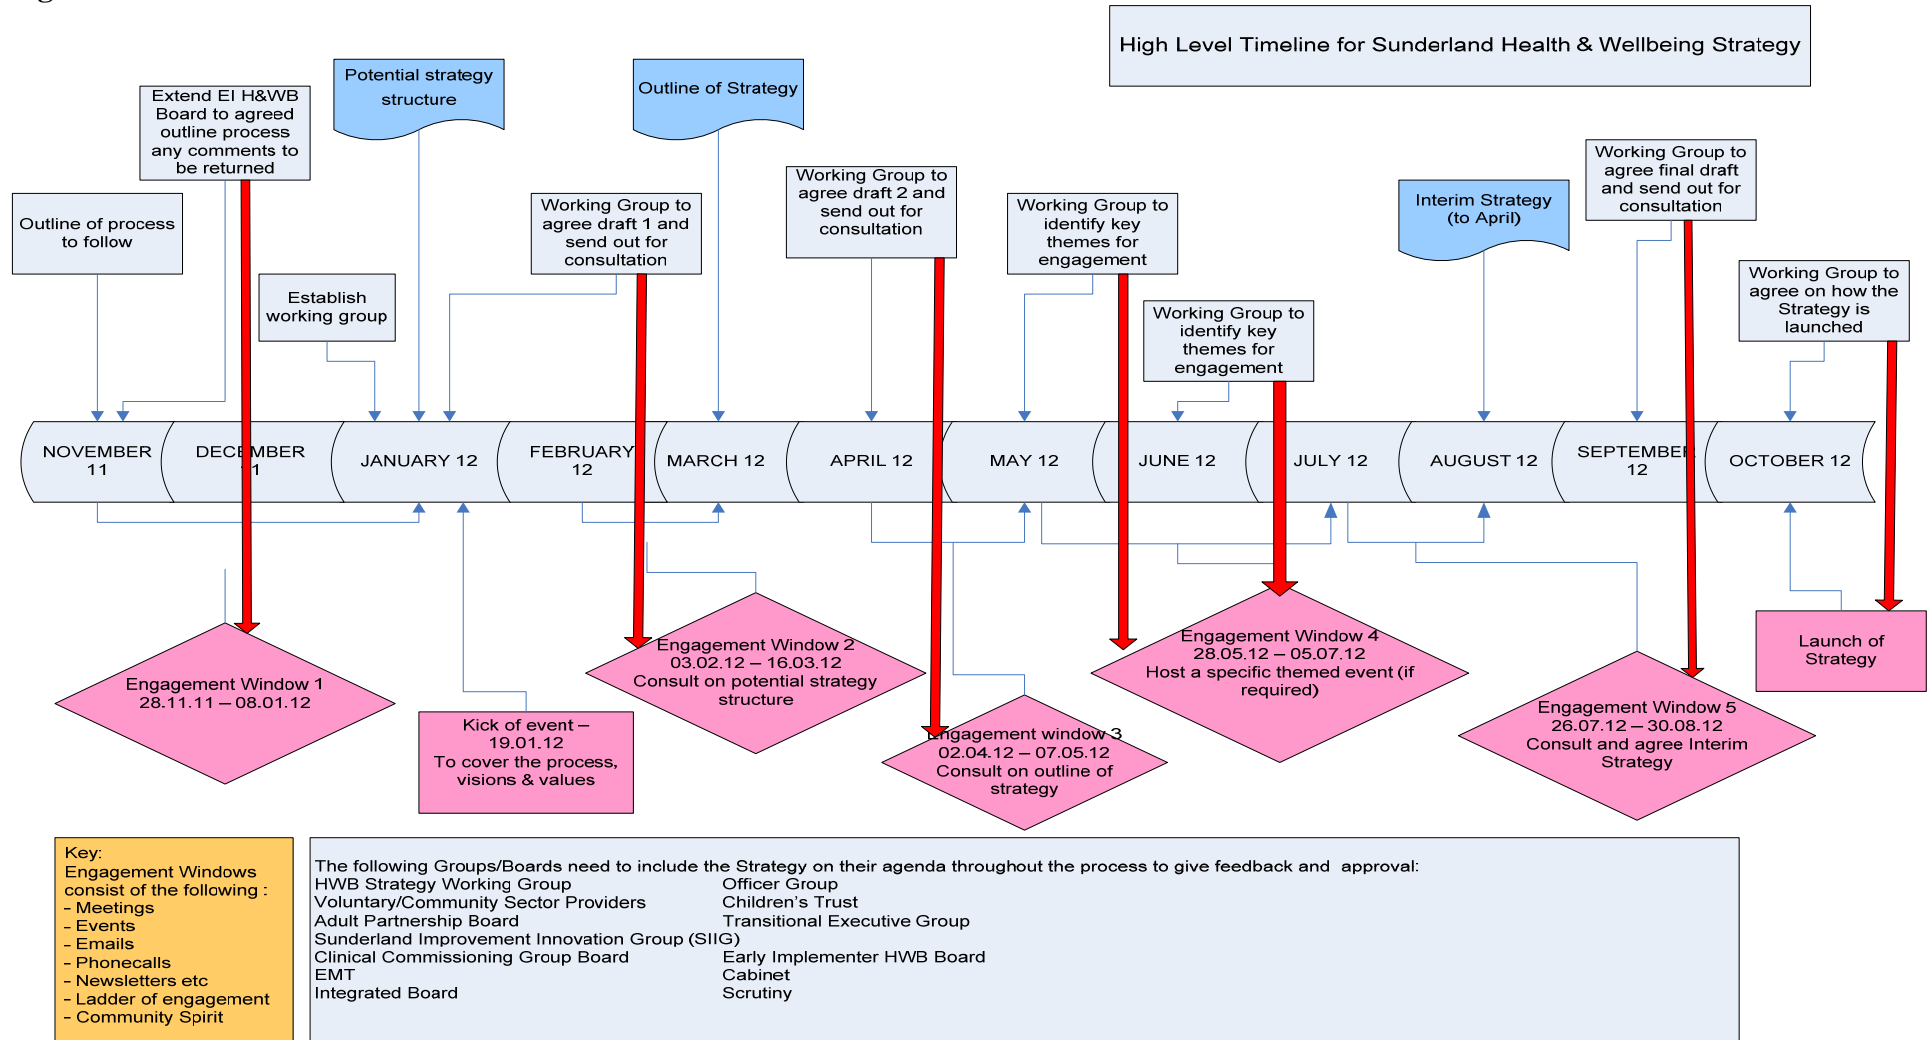 High Level Timeline for Sunderland Health & Wellbeing Strategy
Potential strategy
structure
Outline of Strategy
Extend EI H&WB
Board to agreed
outline process
any comments to
be returned
Working Group to
agree final draft
and send out for
consultation
Working Group to
agree draft 2 and
send out for
consultation
Interim Strategy
(to April)
Outline of process
to follow
Working Group to
agree draft 1 and
send out for
consultation
Working Group to
identify key
themes for
engagement
Working Group to
agree on how the
Strategy is
launched
Establish
working group
Working Group to
identify key
themes for
engagement
NOVEMBER
11
DECEMBER
11
JANUARY 12
FEBRUARY
12
MARCH 12
APRIL 12
MAY 12
JUNE 12
JULY 12
AUGUST 12
SEPTEMBER
12
OCTOBER 12
Engagement Window 1
28.11.11 – 08.01.12
Kick of event –
19.01.12
To cover the process,
visions & values
Engagement Window 2
03.02.12 – 16.03.12
Consult on potential strategy
structure
Engagement window 3
02.04.12 – 07.05.12
Consult on outline of
strategy
Engagement Window 4
28.05.12 – 05.07.12
Host a specific themed event (if
required)
Engagement Window 5
26.07.12 – 30.08.12
Consult and agree Interim
Strategy
Launch of
Strategy
Key:
Engagement Windows
consist of the following :
- Meetings
- Events
- Emails
- Phonecalls
- Newsletters etc
- Ladder of engagement
- Community Spirit
The following Groups/Boards need to include the Strategy on their agenda throughout the process to give feedback and approval:
HWB Strategy Working Group Officer Group
Voluntary/Community Sector Providers Children's Trust
Adult Partnership Board Transitional Executive Group
Sunderland Improvement Innovation Group (SIIG)
Clinical Commissioning Group Board Early Implementer HWB Board
EMT Cabinet
Integrated Board Scrutiny